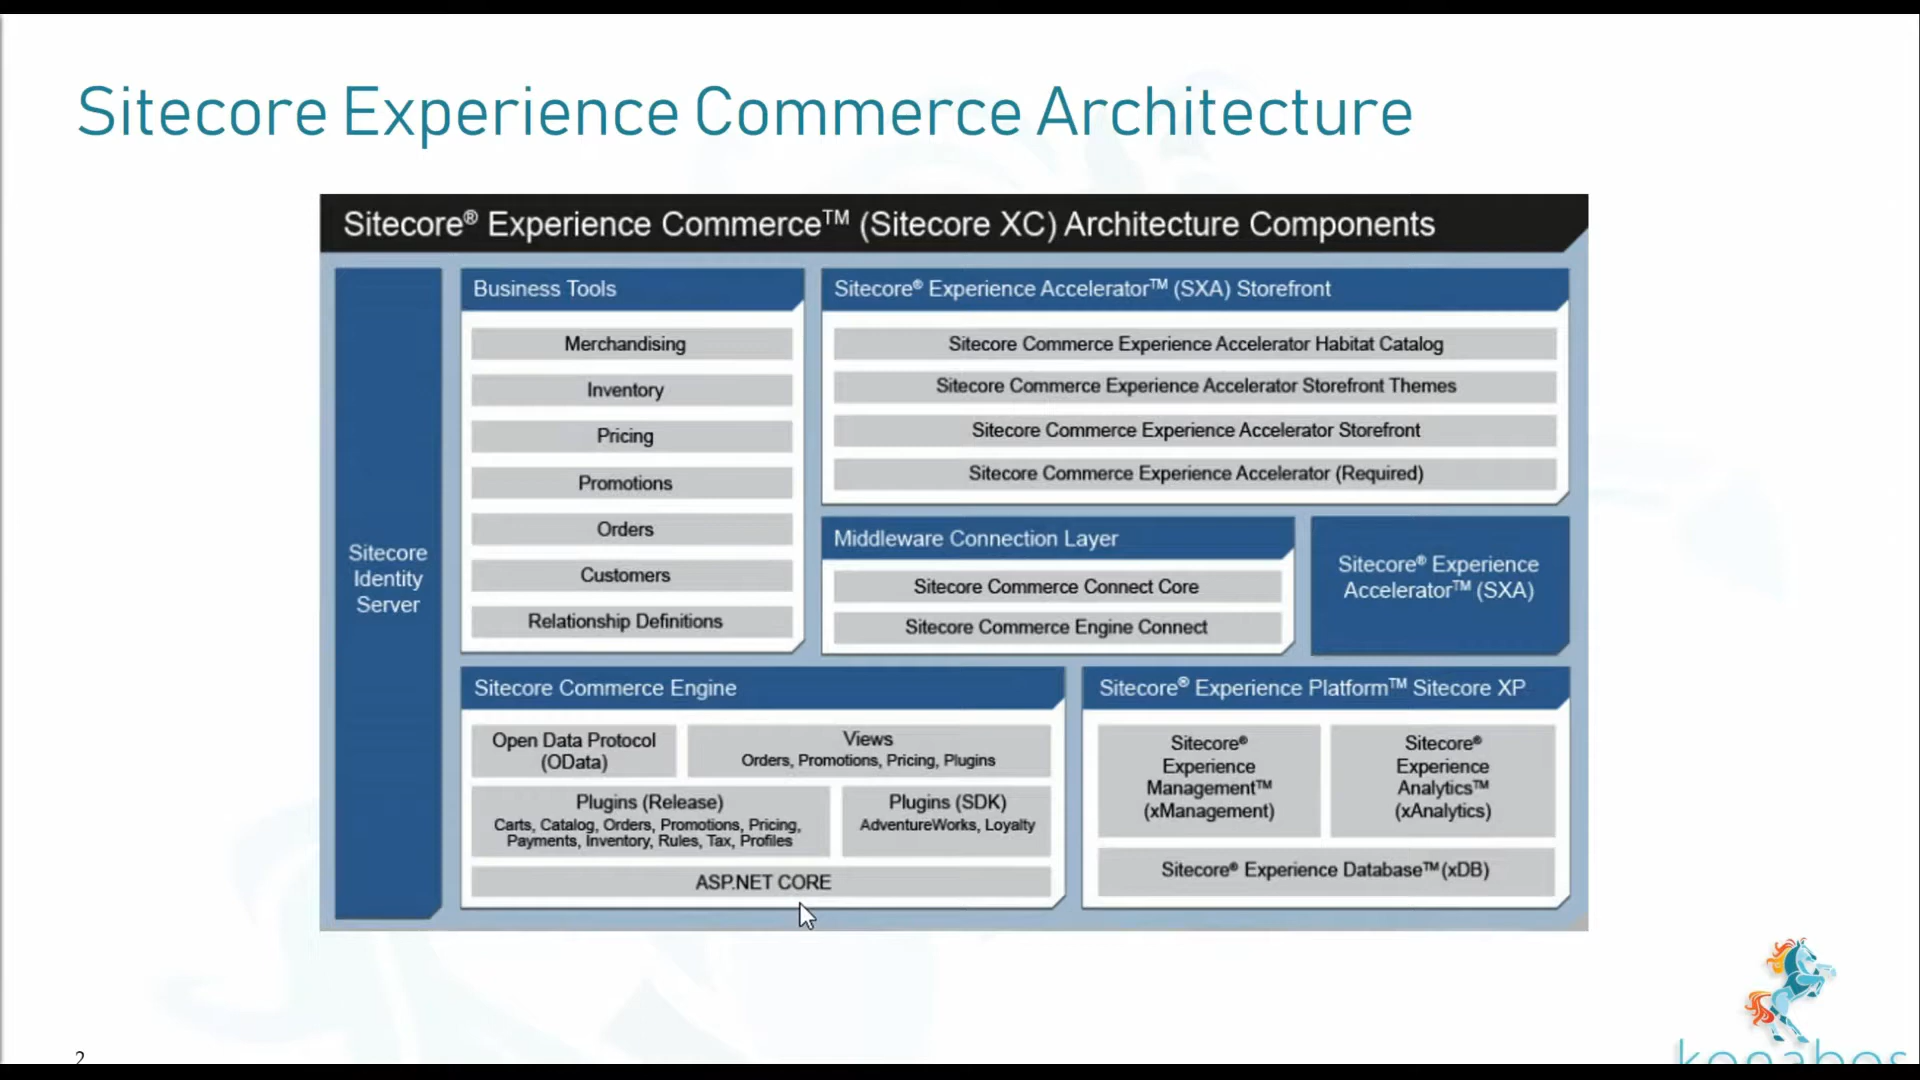 Sitecore Experience Commerce Architecture
Sitecore® Experience Commerce™ (Sitecore XC) Architecture Components
Sitecore
Identity
Server
Business Tools
Merchandising
Inventory
Pricing
Promotions
Orders
Customers
Relationship Definitions
Sitecore® Experience Accelerator™ (SXA) Storefront
Sitecore Commerce Experience Accelerator Habitat Catalog
Sitecore Commerce Experience Accelerator Storefront Themes
Sitecore Commerce Experience Accelerator Storefront
Sitecore Commerce Experience Accelerator (Required)
Middleware Connection Layer
Sitecore Commerce Connect Core
Sitecore Commerce Engine Connect
Sitecore® Experience
Accelerator™ (SXA)
Sitecore Commerce Engine
Open Data Protocol
(OData)
Views
Orders, Promotions, Pricing, Plugins
Plugins (Release)
Carts, Catalog, Orders, Promotions, Pricing,
Payments, Inventory, Rules, Tax, Profiles
Plugins (SDK)
AdventureWorks, Loyalty
ASP.NET CORE
Sitecore® Experience Platform™ Sitecore XP
Sitecore®
Experience
Management™
(xManagement)
Sitecore®
Experience
Analytics™
(xAnalytics)
Sitecore® Experience Database™ (xDB)
2
konabos